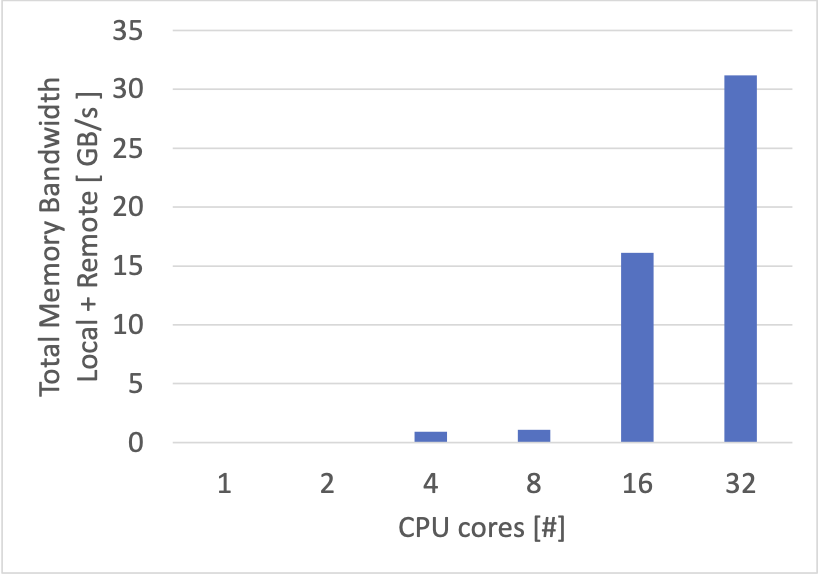 Total Memory Bandwidth
Local + Remote [ GB/s ]
35
30
25
20
15
10
5
0
1 2 4 8 16 32
CPU cores [#]